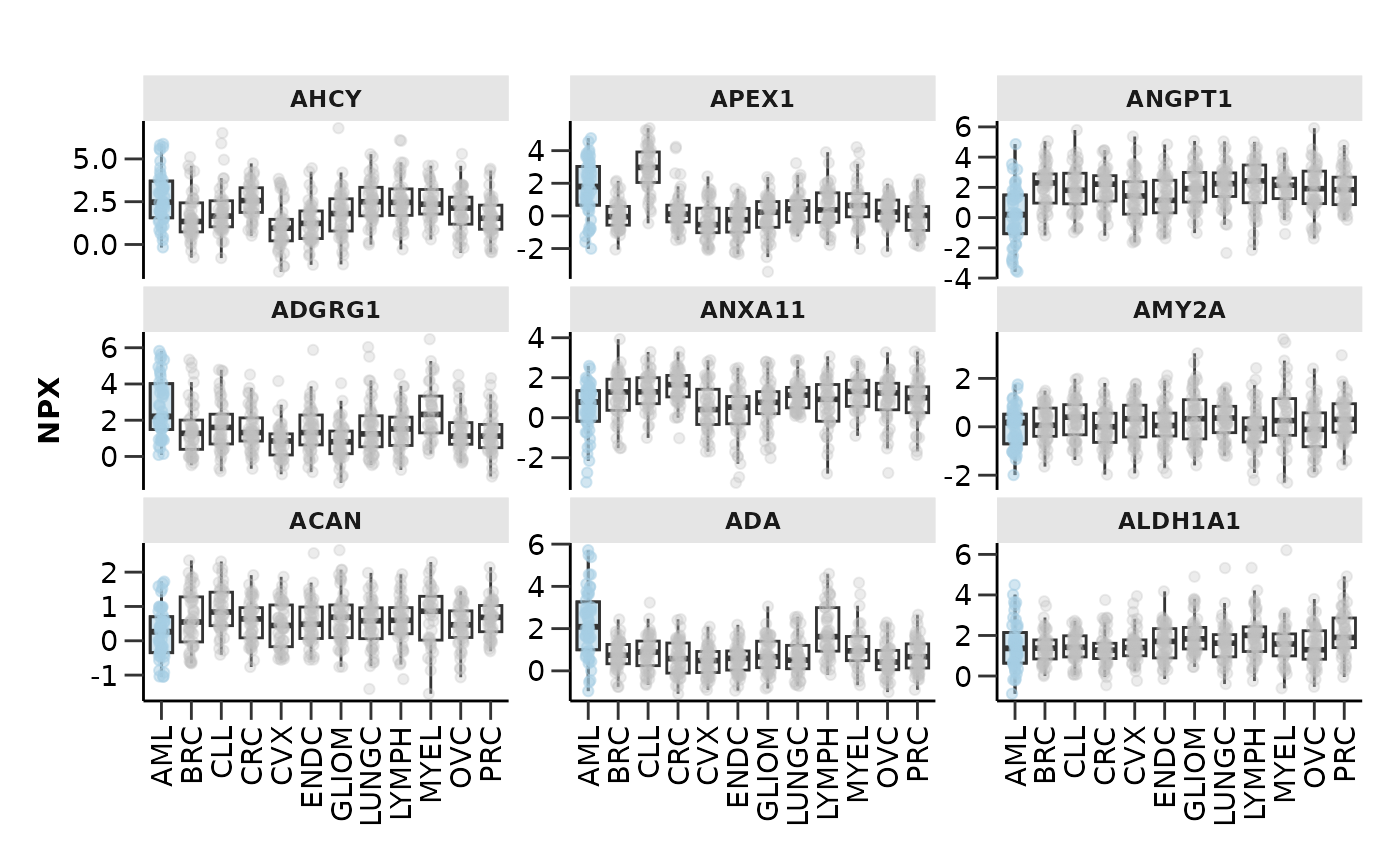 AHCY APEX1 ANGPT1
5.0 2.5 0.0
4 2 0 -2
6 4 2 0 -2 -4
ADGRG1 ANXA11 AMY2A
6 4 2 0
4 2 0 -2
2 0 -2
NPX
ACAN ADA ALDH1A1
2 1 0 -1
6 4 2 0
6 4 2 0
AML BRC CLL CRC CVX ENDC GLIOM LUNGC LYMPH MYEL OVC PRC
AML BRC CLL CRC CVX ENDC GLIOM LUNGC LYMPH MYEL OVC PRC
AML BRC CLL CRC CVX ENDC GLIOM LUNGC LYMPH MYEL OVC PRC